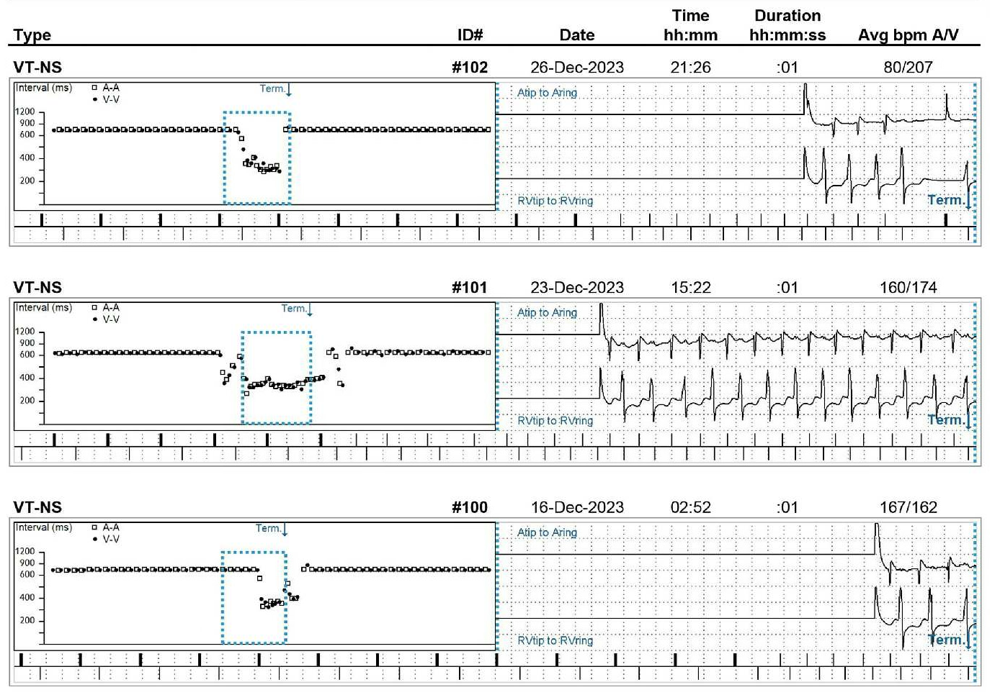 Time Duration
Type ID# Date hh:mm hh:mm:ss Avg bpm A/V
VT-NS #102 26-Dec-2023 21:26 :01 80/207
Interval (ms) A-A Term. Atip to Aring
V-V
1200
900
600
400
200
RVtip to RVring Term.
VT-NS #101 23-Dec-2023 15:22 :01 160/174
Interval (ms) A-A Term. Atip to Aring
V-V
1200
900
600
400
200
RVtip to RVring Term.
VT-NS #100 16-Dec-2023 02:52 :01 167/162
Interval (ms) A-A Term. Atip to Aring
V-V
1200
900
600
400
200
RVtip to RVring Term.